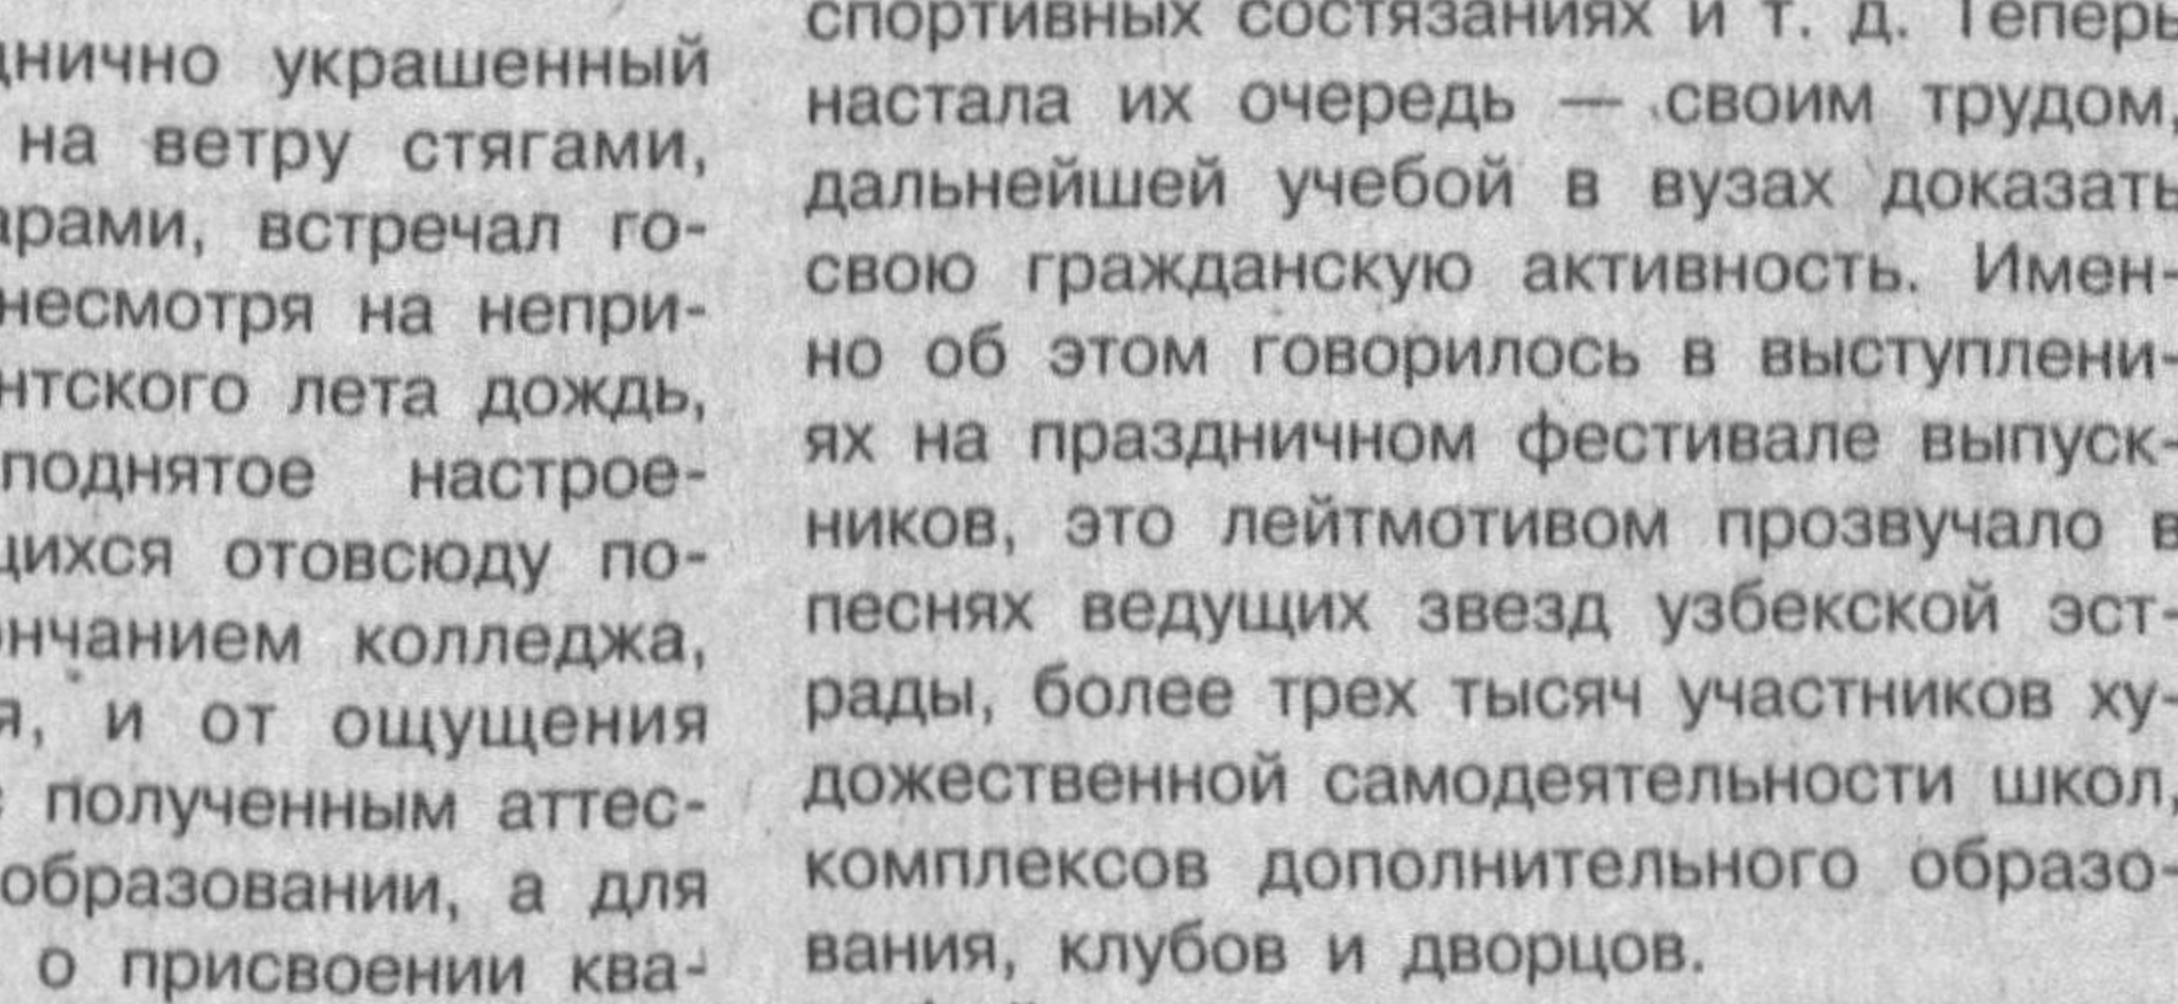 украшенный
на ветру стягами,
встречал го-
несмотря на непри-
лета дождь,
поднятое настрое-
отовсюду по-
колледжа,
и от ощущения
полученным аттес-
образовании, а для
о присвоении ква-
спортивных состязаниях и т. д. Теперь
настала их очередь — своим трудом,
дальнейшей учебой в вузах доказать
свою гражданскую активность. Имен-
но об этом говорилось в выступлени-
ях на праздничном фестивале выпуск-
ников, это лейтмотивом прозвучало в
песнях ведущих звезд узбекской эст-
рады, более трех тысяч участников ху-
дожественной самодеятельности школ,
комплексов дополнительного образо-
вания, клубов и дворцов.